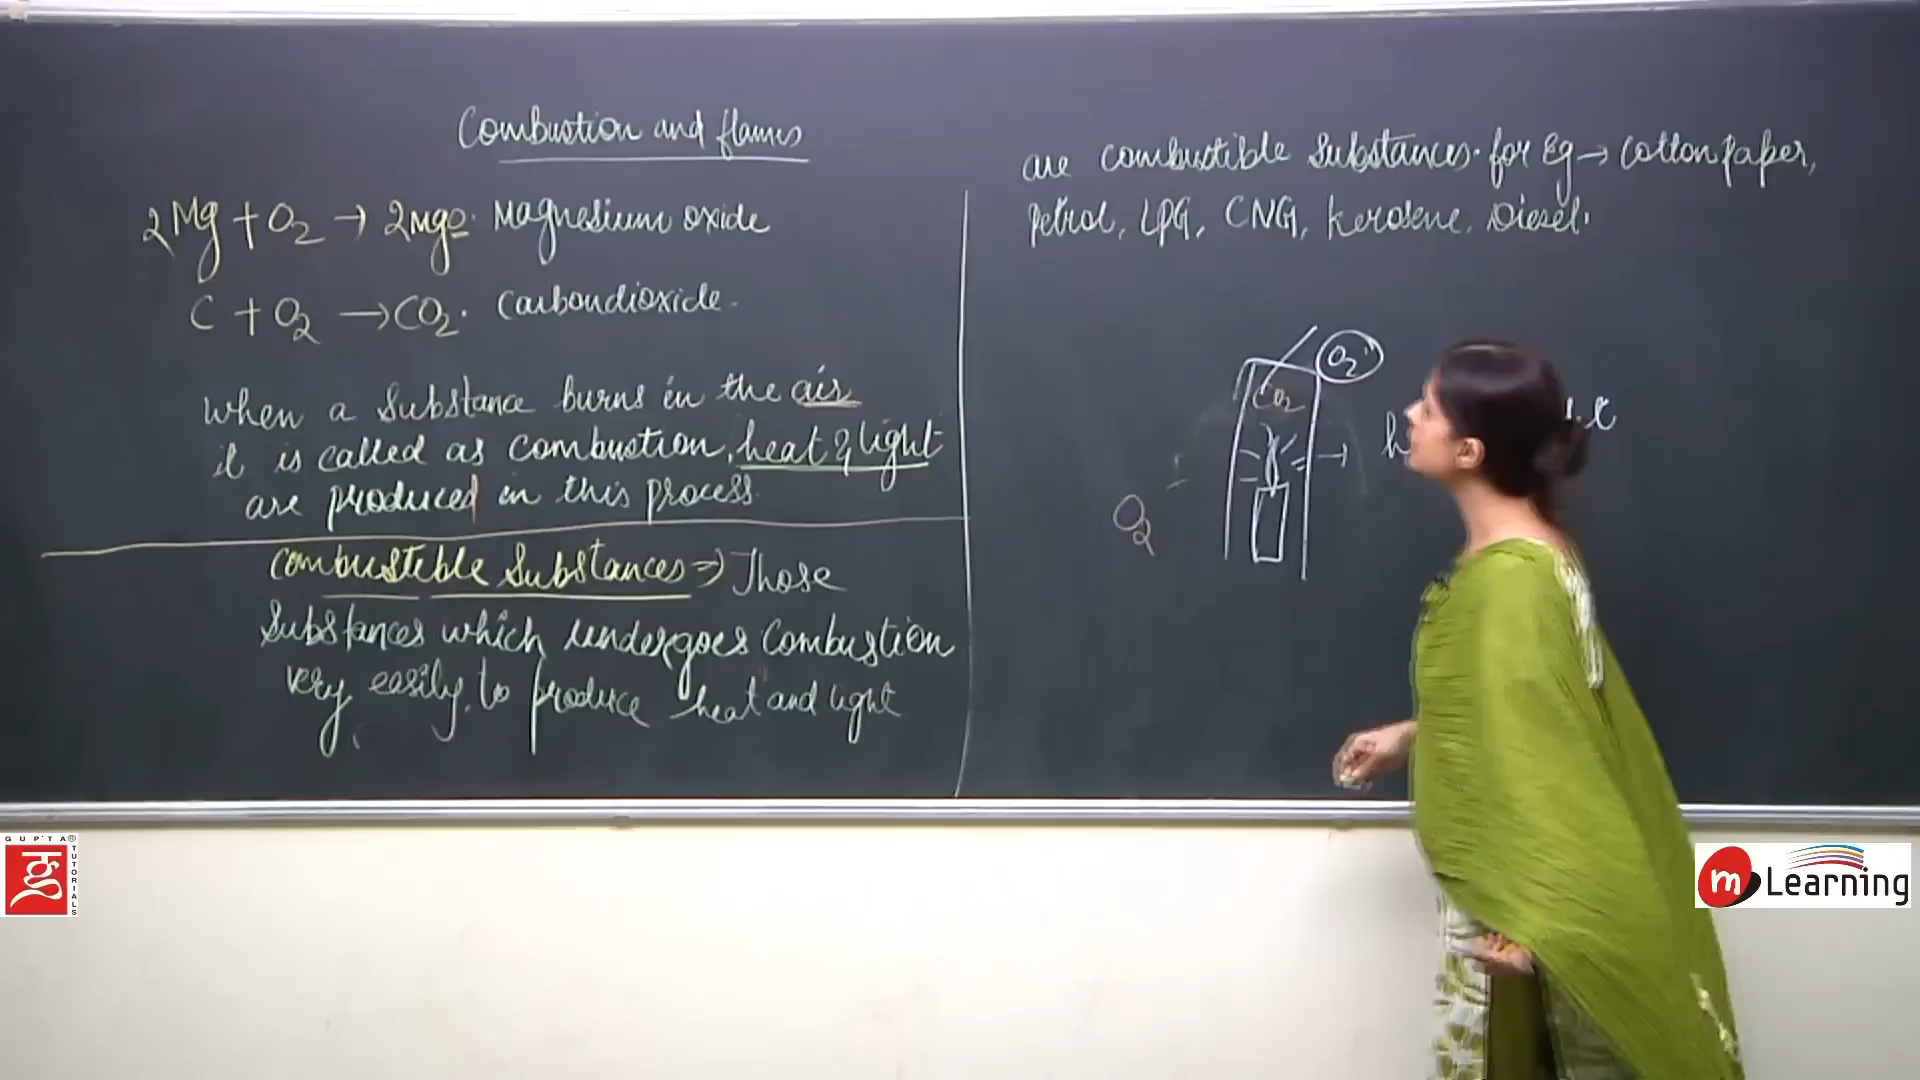 Combustion and flames
2Mg + O2 → 2Mgo. Magnesium oxide
C + O2 → CO2. Carbondioxide.
When a substance burns in the air
it is called as combustion, heat & light
are produced in this process.
Combustible Substances ⇒ Those
Substances which undergoes Combustion
very easily, to produce heat and light
are combustible substances. for Eg → Cotton paper,
Petrol, LPG, CNG, Kerosene, Diesel.
O2
CO2
O2
GUPTA®
TUTORIALS
m Learning